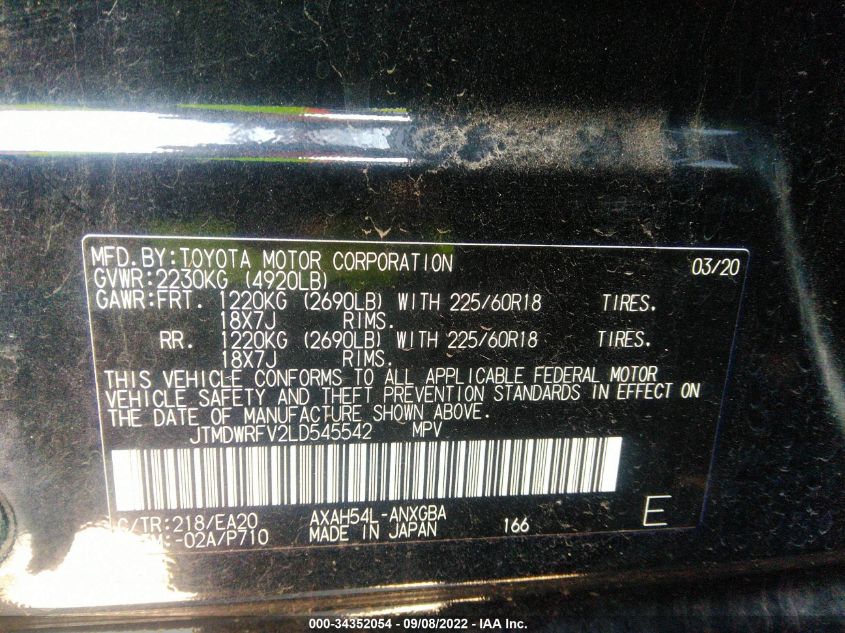 MFD.BY:TOYOTA MOTOR CORPORATION 03/20
GVWR:2230KG (4920LB)
GAWR:FRT. 1220KG (2690LB) WITH 225/60R18 TIRES.
18X7J RIMS.
RR. 1220KG (2690LB) WITH 225/60R18 TIRES.
18X7J RIMS.
THIS VEHICLE CONFORMS TO ALL APPLICABLE FEDERAL MOTOR
VEHICLE SAFETY AND THEFT PREVENTION STANDARDS IN EFFECT ON
THE DATE OF MANUFACTURE SHOWN ABOVE.
JTMDWRFV2LD545542 MPV
C/TR:218/EA20 AXAH54L-ANXGBA
:-02A/P710 MADE IN JAPAN 166 E
000-34352054 - 09/08/2022 - IAA Inc.